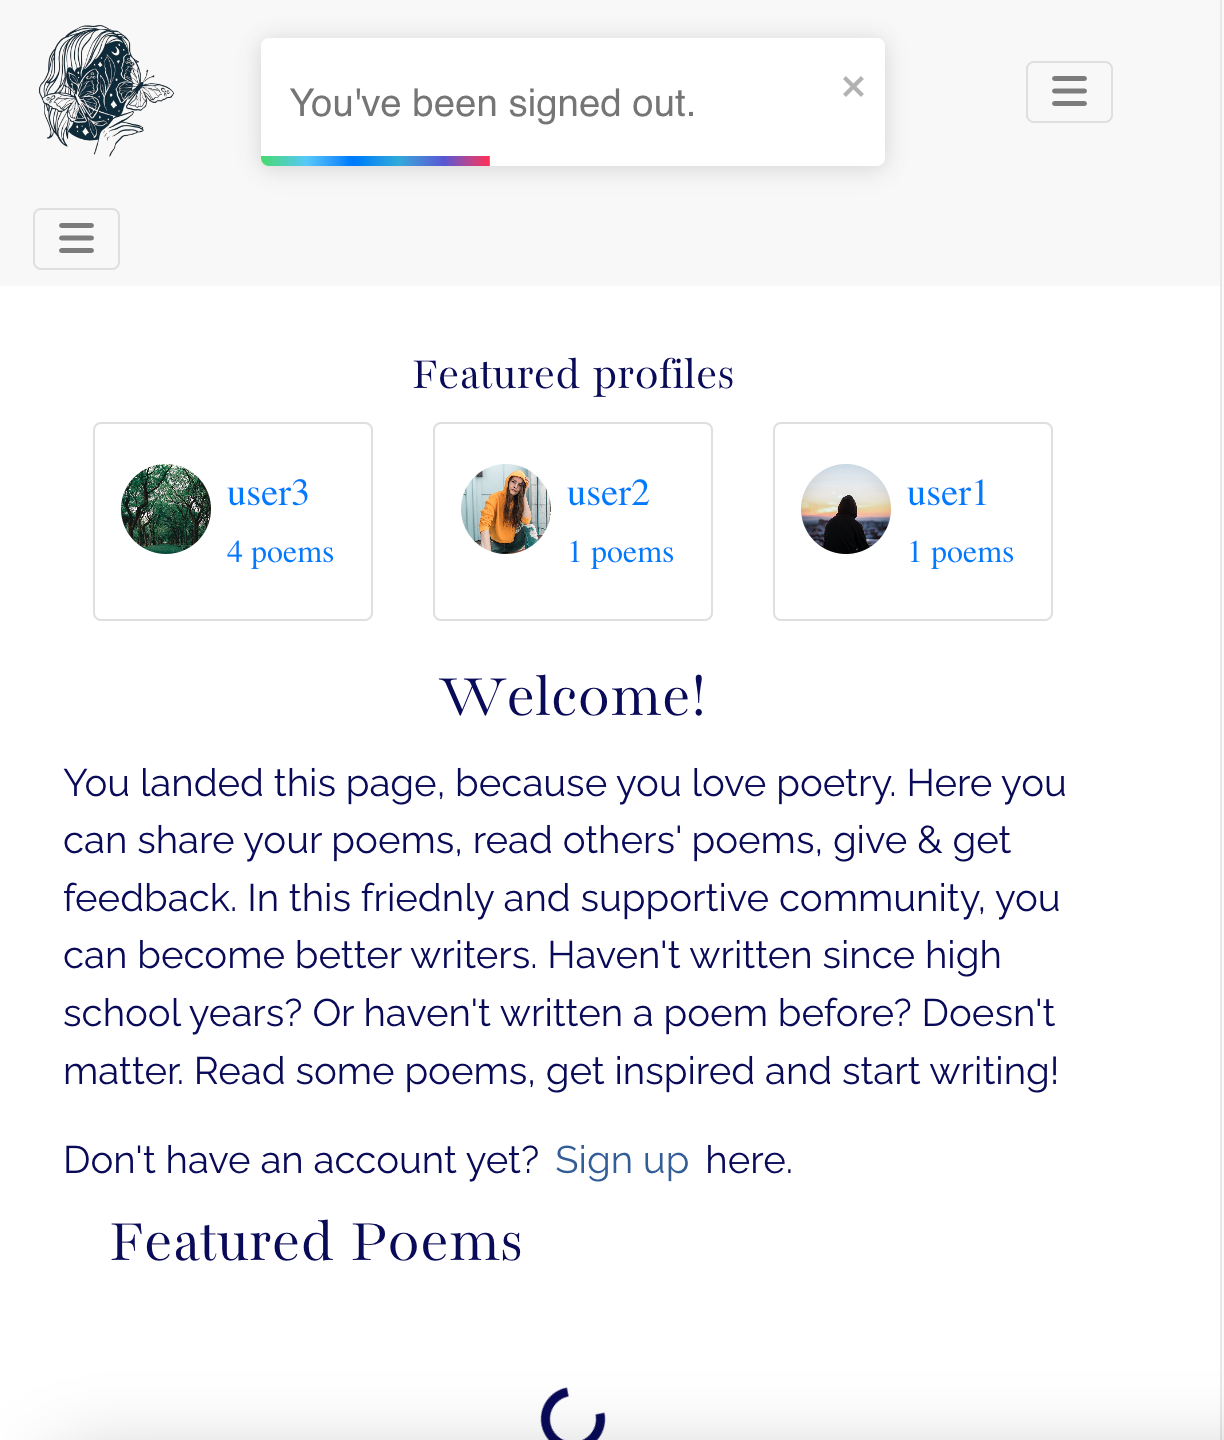 You've been signed out.
Featured profiles
user3
4 poems
user2
1 poems
user1
1 poems
Welcome!
You landed this page, because you love poetry. Here you
can share your poems, read others' poems, give & get
feedback. In this friednly and supportive community, you
can become better writers. Haven't written since high
school years? Or haven't written a poem before? Doesn't
matter. Read some poems, get inspired and start writing!
Don't have an account yet? Sign up here.
Featured Poems